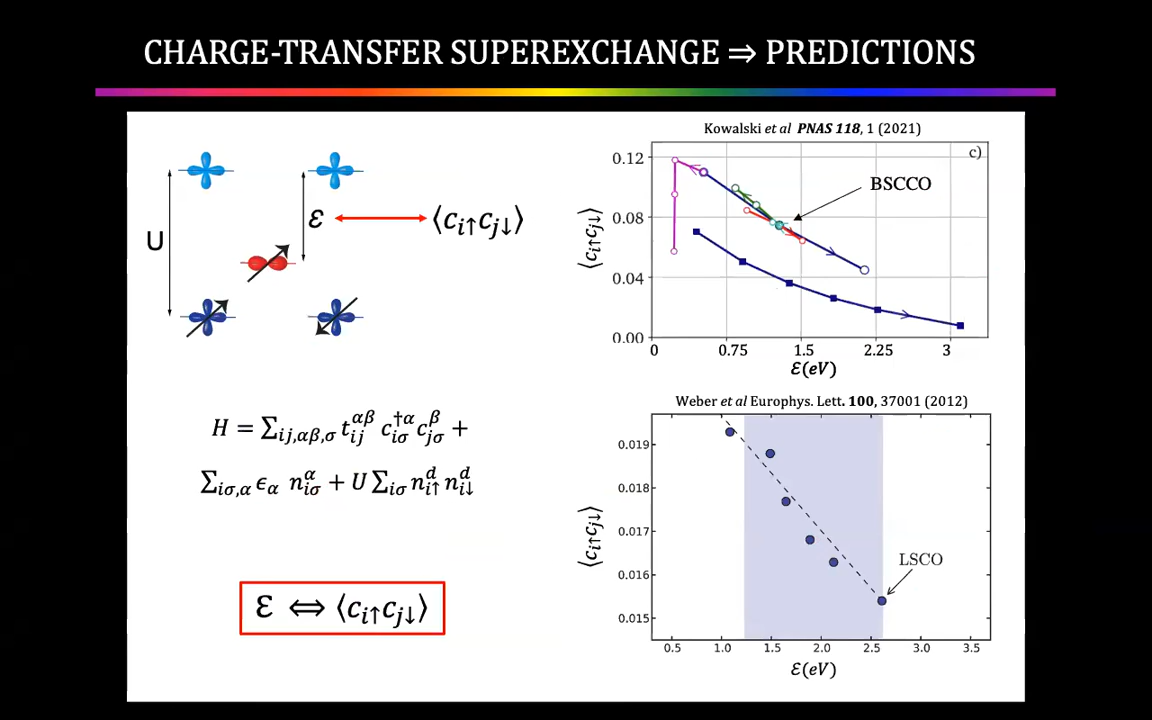 CHARGE-TRANSFER SUPEREXCHANGE ⇒ PREDICTIONS
U
ℰ
⟨c_{i↑}c_{j↓}⟩
H = ∑_{ij,αβ,σ} t_{ij}^{αβ} c_{iσ}^{†α} c_{jσ}^{β} +
∑_{iσ,α} ϵ_α n_{iσ}^{α} + U ∑_{iσ} n_{i↑}^{d} n_{i↓}^{d}
ℰ ⟺ ⟨c_{i↑}c_{j↓}⟩
Kowalski et al PNAS 118, 1 (2021)
c)
BSCCO
⟨c_{i↑}c_{j↓}⟩
0.12
0.08
0.04
0.00
0 0.75 1.5 2.25 3
ℰ(eV)
Weber et al Europhys. Lett. 100, 37001 (2012)
LSCO
⟨c_{i↑}c_{j↓}⟩
0.019
0.018
0.017
0.016
0.015
0.5 1.0 1.5 2.0 2.5 3.0 3.5
ℰ(eV)